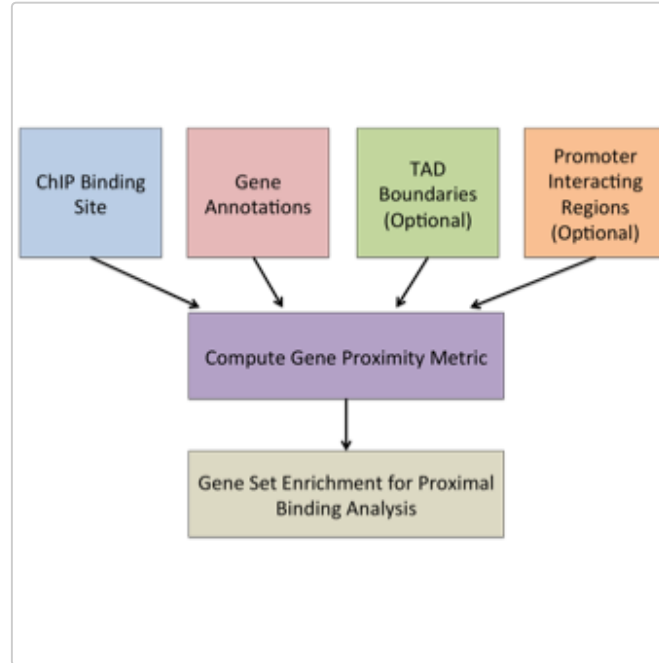 ChIP Binding
Site
Gene
Annotations
TAD
Boundaries
(Optional)
Promoter
Interacting
Regions
(Optional)
Compute Gene Proximity Metric
Gene Set Enrichment for Proximal
Binding Analysis